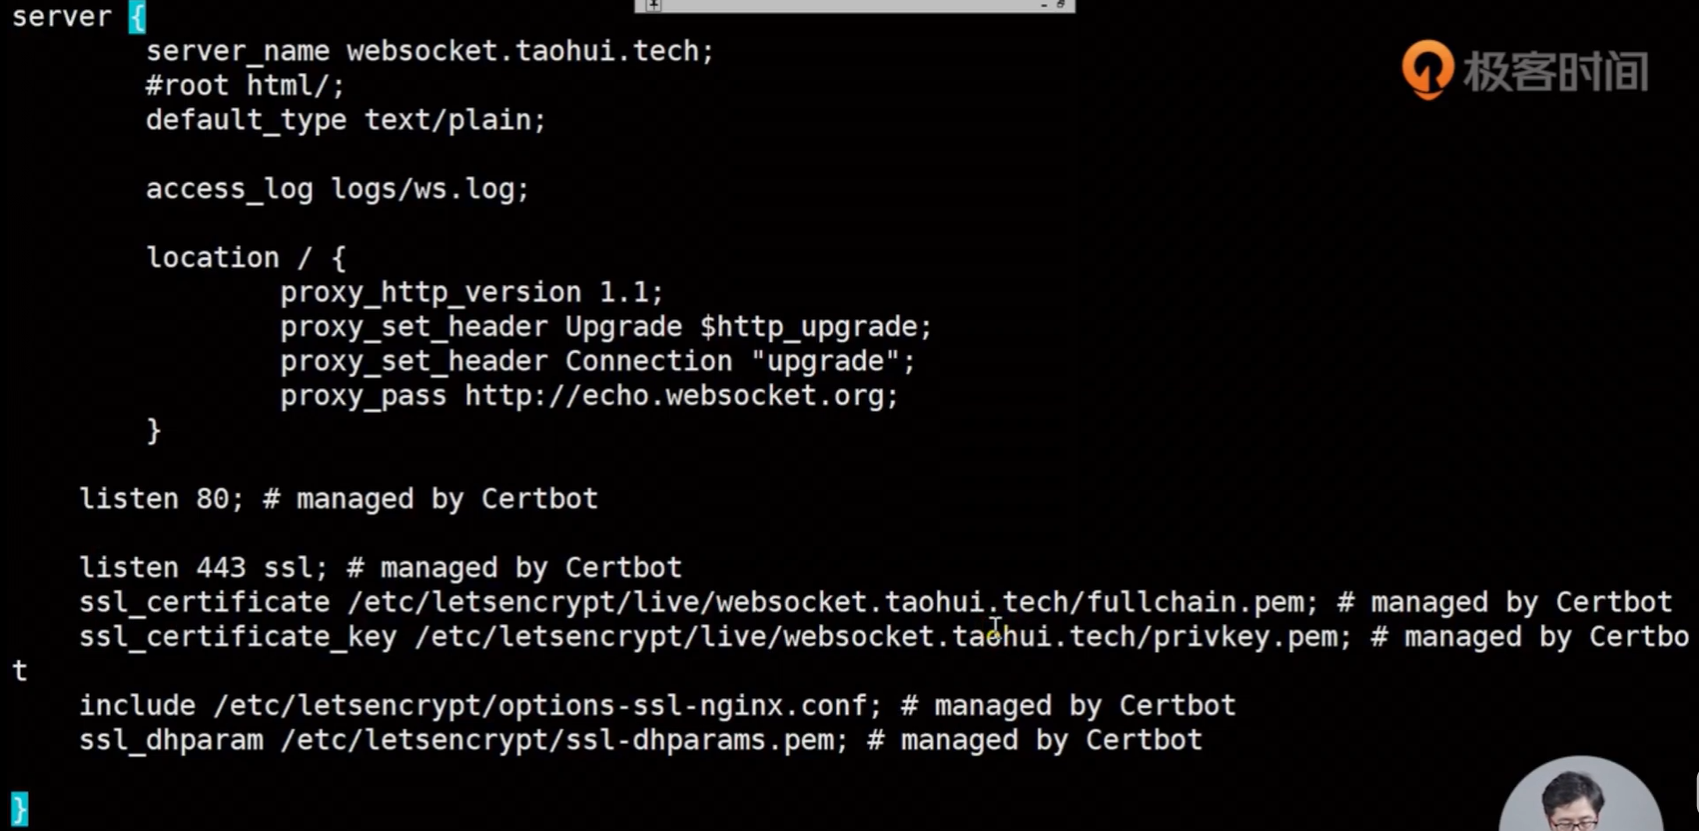 server {
server_name websocket.taohui.tech;
#root html/;
default_type text/plain;
access_log logs/ws.log;
location / {
proxy_http_version 1.1;
proxy_set_header Upgrade $http_upgrade;
proxy_set_header Connection "upgrade";
proxy_pass http://echo.websocket.org;
}
listen 80; # managed by Certbot
listen 443 ssl; # managed by Certbot
ssl_certificate /etc/letsencrypt/live/websocket.taohui.tech/fullchain.pem; # managed by Certbot
ssl_certificate_key /etc/letsencrypt/live/websocket.taohui.tech/privkey.pem; # managed by Certbo
t
include /etc/letsencrypt/options-ssl-nginx.conf; # managed by Certbot
ssl_dhparam /etc/letsencrypt/ssl-dhparams.pem; # managed by Certbot
}
极客时间